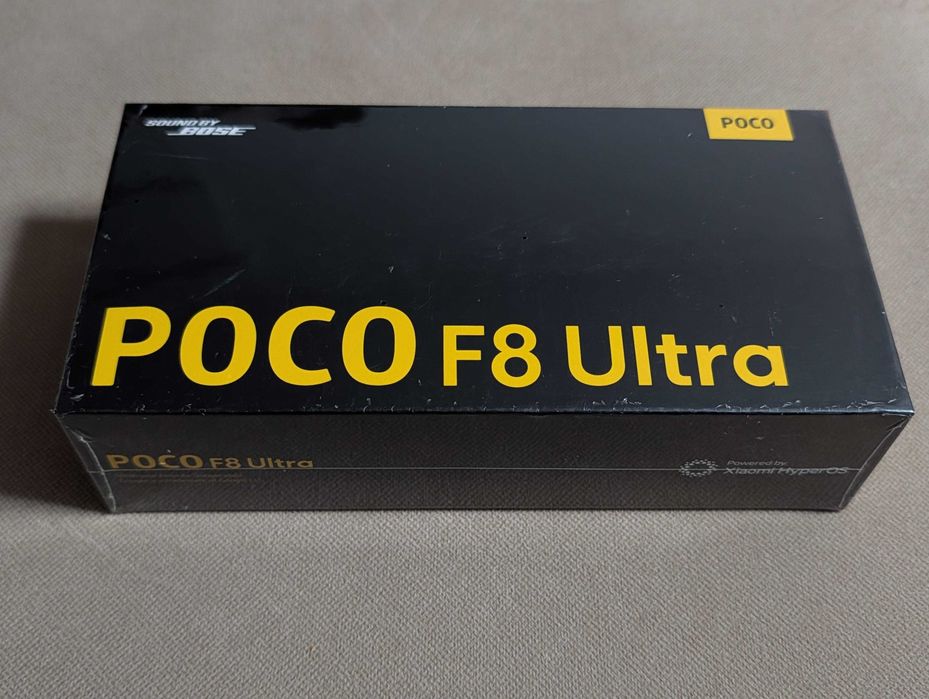 SOUND BY
BOSE
POCO
POCO F8 Ultra
POCO F8 Ultra
Powered by
Xiaomi HyperOS